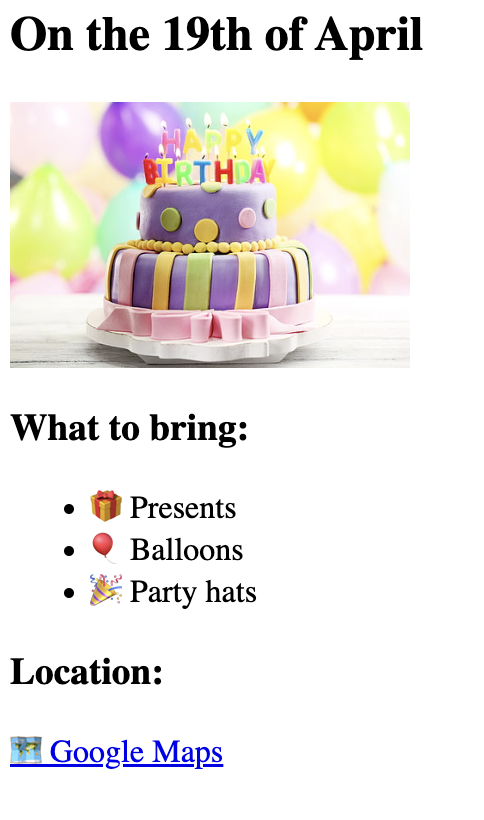 On the 19th of April
HAPPY
BIRTHDAY
What to bring:
• 🎁 Presents
• 🎈 Balloons
• 🎉 Party hats
Location:
🗺️ Google Maps